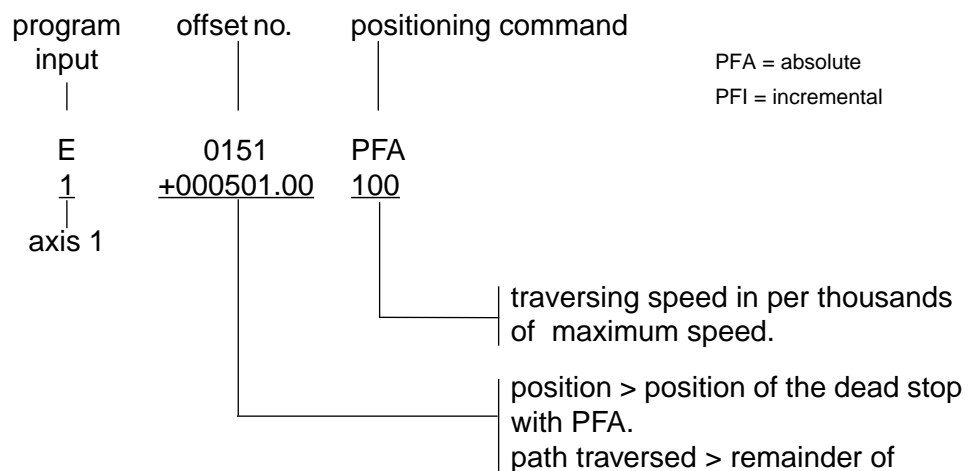 program offset no. positioning command
input
PFA = absolute
PFI = incremental
E 0151 PFA
1 +000501.00 100
axis 1
traversing speed in per thousands
of maximum speed.
position > position of the dead stop
with PFA.
path traversed > remainder of